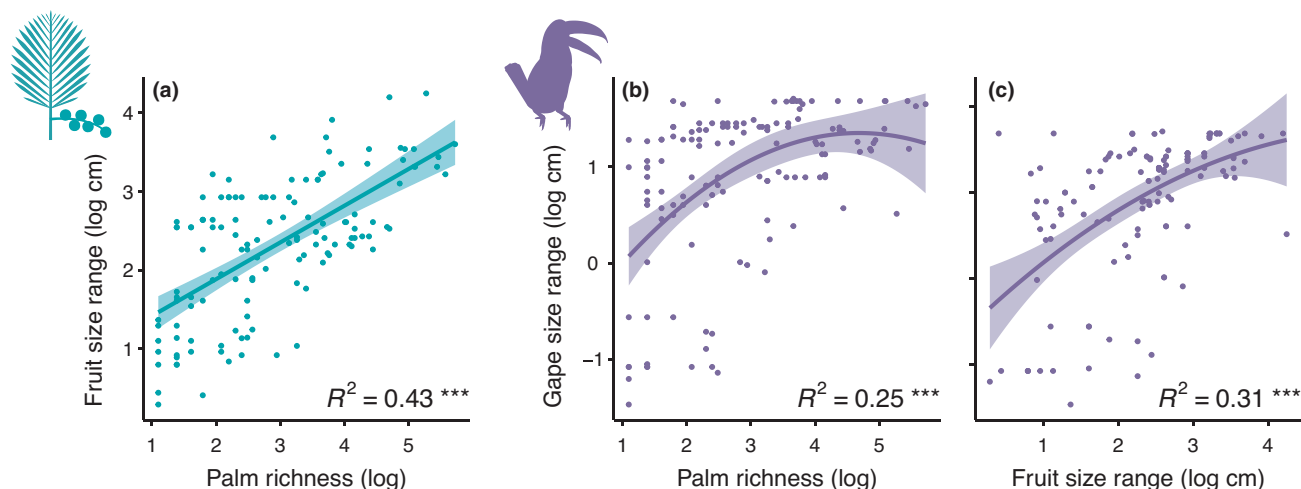 (a)
Fruit size range (log cm)
4
3
2
1
R² = 0.43 ***
1 2 3 4 5
Palm richness (log)
(b)
Gape size range (log cm)
1
0
−1
R² = 0.25 ***
1 2 3 4 5
Palm richness (log)
(c)
R² = 0.31 ***
1 2 3 4
Fruit size range (log cm)